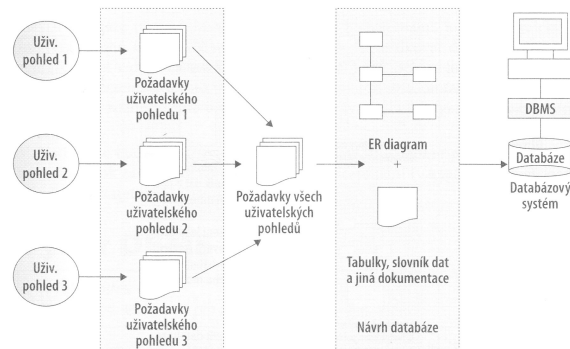 Uživ.
pohled 1
Požadavky
uživatelského
pohledu 1
Uživ.
pohled 2
Požadavky
uživatelského
pohledu 2
Uživ.
pohled 3
Požadavky
uživatelského
pohledu 3
Požadavky všech
uživatelských
pohledů
ER diagram
+
Tabulky, slovník dat
a jiná dokumentace
Návrh databáze
DBMS
Databáze
Databázový
systém